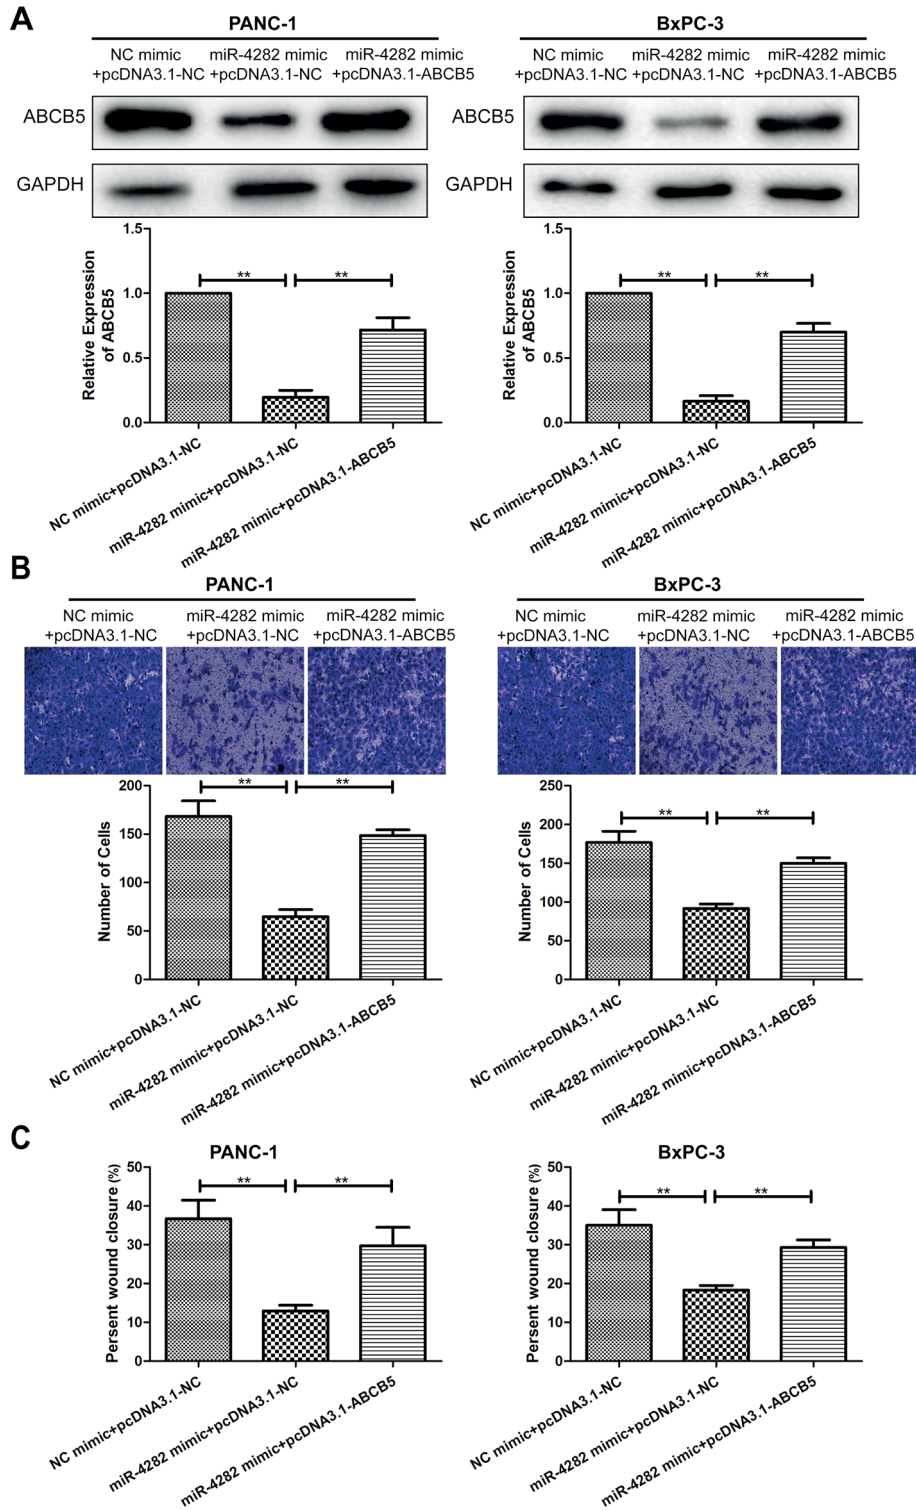 A
PANC-1
BxPC-3
NC mimic
+pcDNA3.1-NC
miR-4282 mimic
+pcDNA3.1-NC
miR-4282 mimic
+pcDNA3.1-ABCB5
NC mimic
+pcDNA3.1-NC
miR-4282 mimic
+pcDNA3.1-NC
miR-4282 mimic
+pcDNA3.1-ABCB5
ABCB5
ABCB5
GAPDH
GAPDH
Relative Expression
of ABCB5
1.5
1.0
0.5
0.0
**
**
NC mimic+pcDNA3.1-NC
miR-4282 mimic+pcDNA3.1-NC
miR-4282 mimic+pcDNA3.1-ABCB5
Relative Expression
of ABCB5
1.5
1.0
0.5
0.0
**
**
NC mimic+pcDNA3.1-NC
miR-4282 mimic+pcDNA3.1-NC
miR-4282 mimic+pcDNA3.1-ABCB5
B
PANC-1
BxPC-3
NC mimic
+pcDNA3.1-NC
miR-4282 mimic
+pcDNA3.1-NC
miR-4282 mimic
+pcDNA3.1-ABCB5
NC mimic
+pcDNA3.1-NC
miR-4282 mimic
+pcDNA3.1-NC
miR-4282 mimic
+pcDNA3.1-ABCB5
Number of Cells
200
150
100
50
0
**
**
NC mimic+pcDNA3.1-NC
miR-4282 mimic+pcDNA3.1-NC
miR-4282 mimic+pcDNA3.1-ABCB5
Number of Cells
250
200
150
100
50
0
**
**
NC mimic+pcDNA3.1-NC
miR-4282 mimic+pcDNA3.1-NC
miR-4282 mimic+pcDNA3.1-ABCB5
C
PANC-1
Persent wound closure (%)
50
40
30
20
10
0
**
**
NC mimic+pcDNA3.1-NC
miR-4282 mimic+pcDNA3.1-NC
miR-4282 mimic+pcDNA3.1-ABCB5
BxPC-3
Persent wound closure (%)
50
40
30
20
10
0
**
**
NC mimic+pcDNA3.1-NC
miR-4282 mimic+pcDNA3.1-NC
miR-4282 mimic+pcDNA3.1-ABCB5